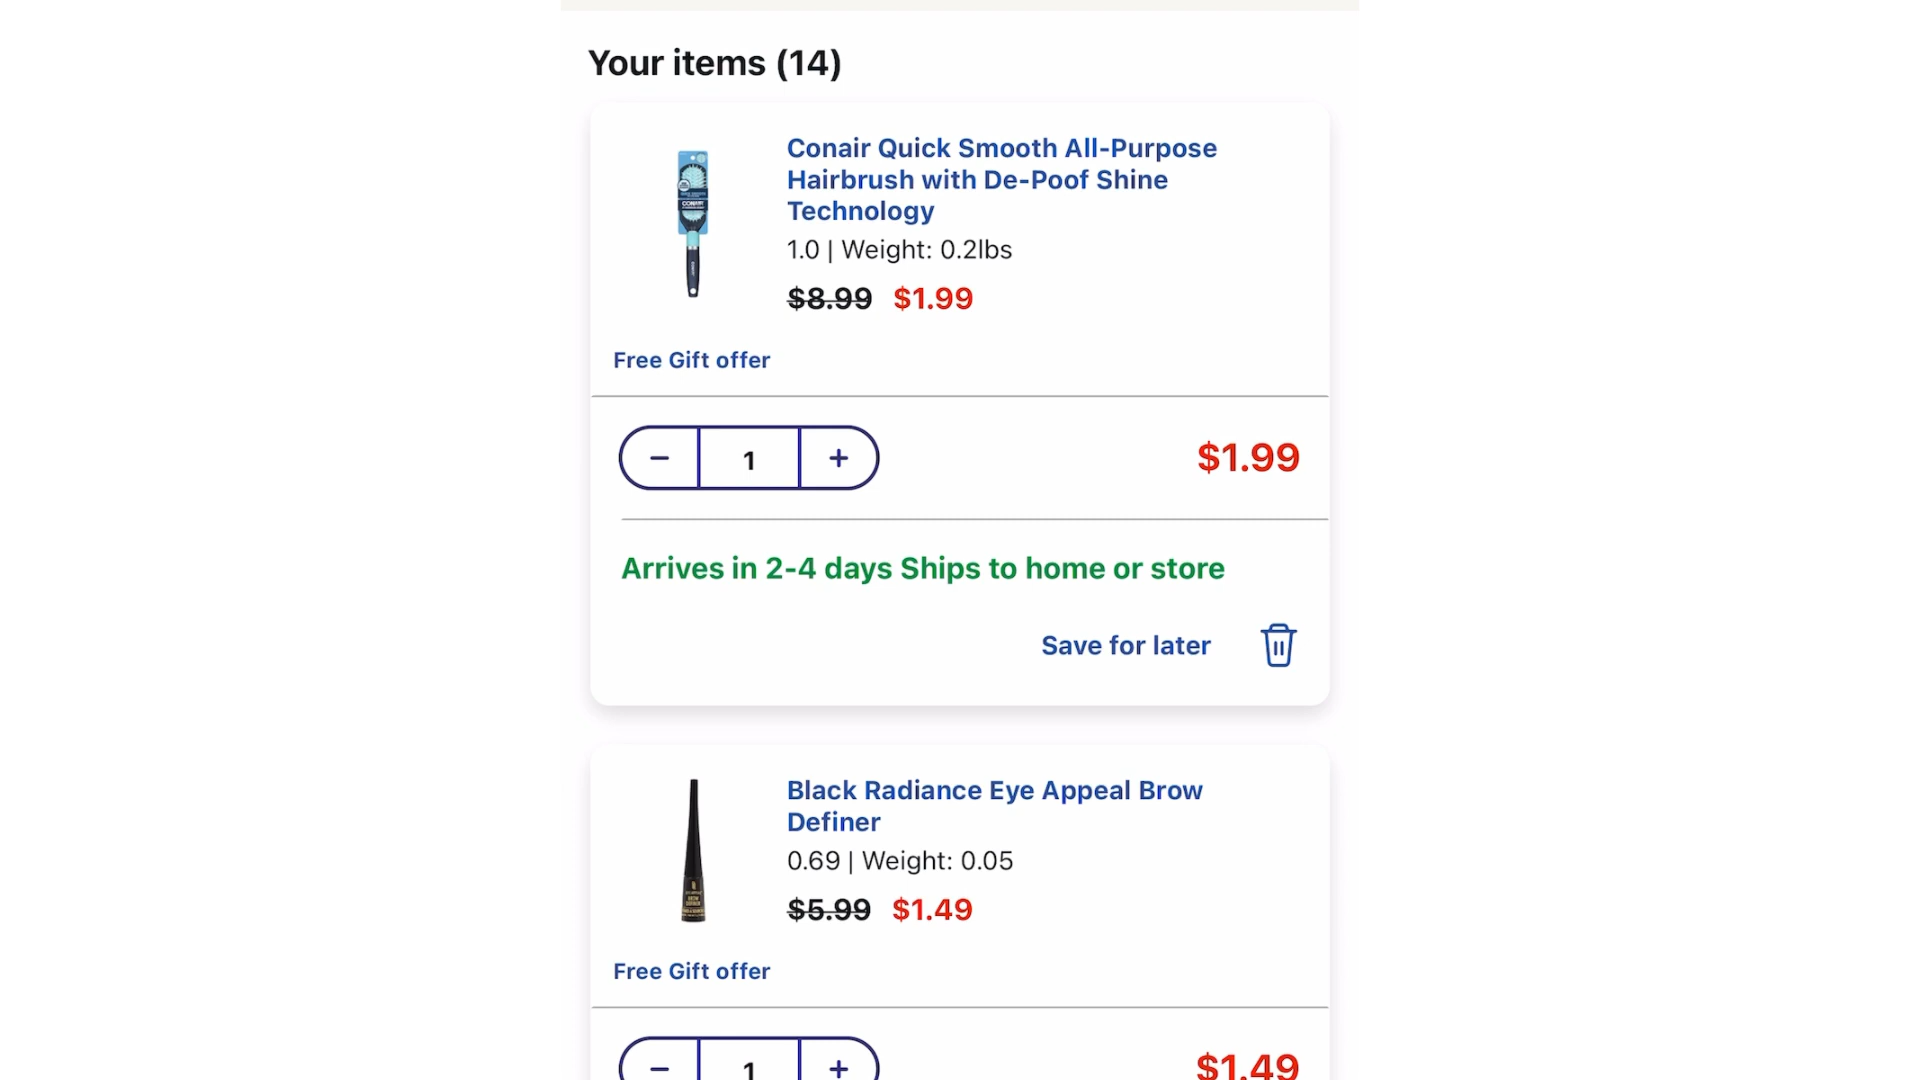 Your items (14)
Conair Quick Smooth All-Purpose
Hairbrush with De-Poof Shine
Technology
1.0 | Weight: 0.2lbs
$8.99 $1.99
Free Gift offer
− 1 + $1.99
Arrives in 2-4 days Ships to home or store
Save for later
CONAIR
Black Radiance Eye Appeal Brow
Definer
0.69 | Weight: 0.05
$5.99 $1.49
Free Gift offer
− 1 + $1.49